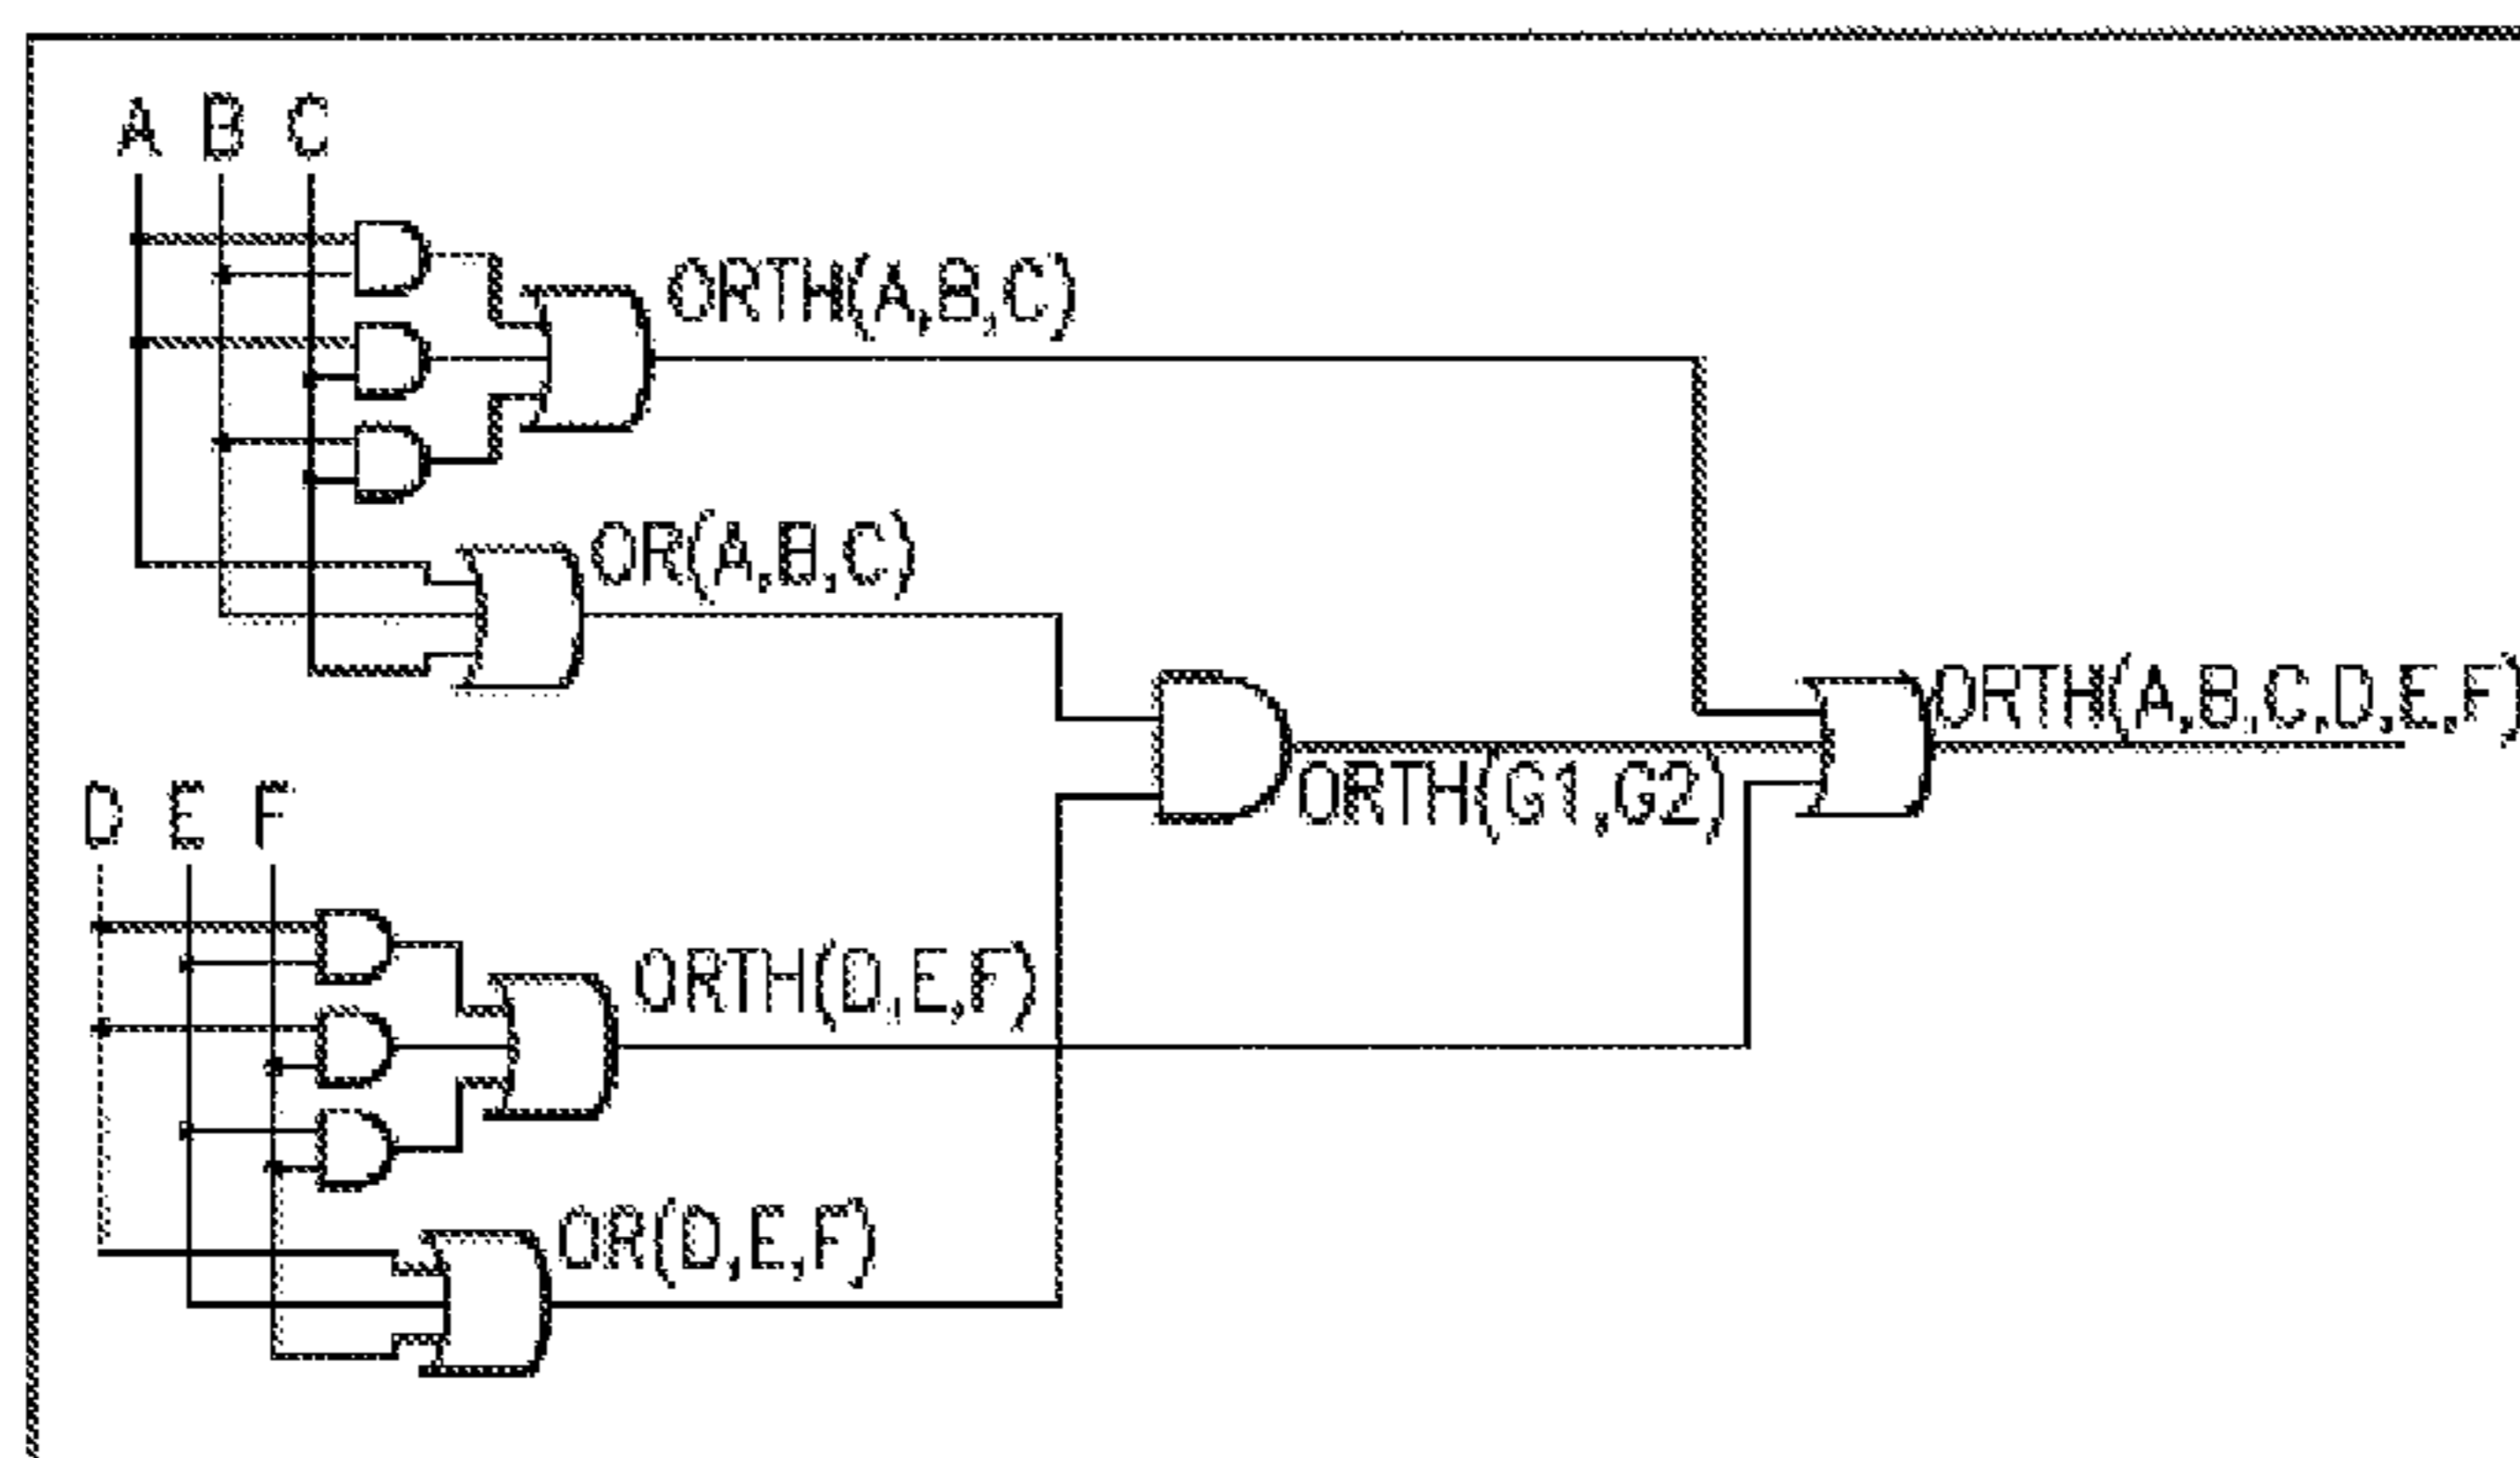 A B C
ORTH(A,B,C)
OR(A,B,C)
ORTH(A,B,C,D,E,F)
ORTH(G1,G2)
D E F
ORTH(D,E,F)
OR(D,E,F)